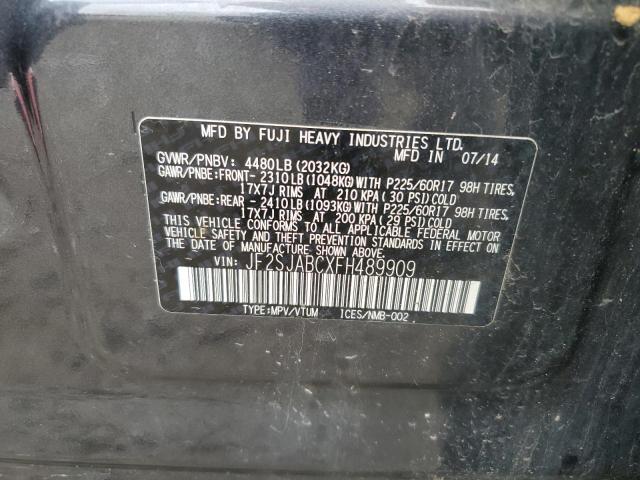 MFD BY FUJI HEAVY INDUSTRIES LTD.
MFD IN 07/14
GVWR/PNBV: 4480LB(2032KG)
GAWR/PNBE:FRONT- 2310LB(1048KG)WITH P225/60R17 98H TIRES,
17X7J RIMS AT 210 KPA(30 PSI)COLD
GAWR/PNBE:REAR - 2410LB(1093KG)WITH P225/60R17 98H TIRES,
17X7J RIMS AT 200 KPA(29 PSI)COLD
THIS VEHICLE CONFORMS TO ALL APPLICABLE FEDERAL MOTOR
VEHICLE SAFETY STANDARDS IN EFFECT ON
THE DATE OF MANUFACTURE SHOWN ABOVE.
VIN: JF2SJABCXFH489909
TYPE:MPV/VTUM ICES/NMB-002